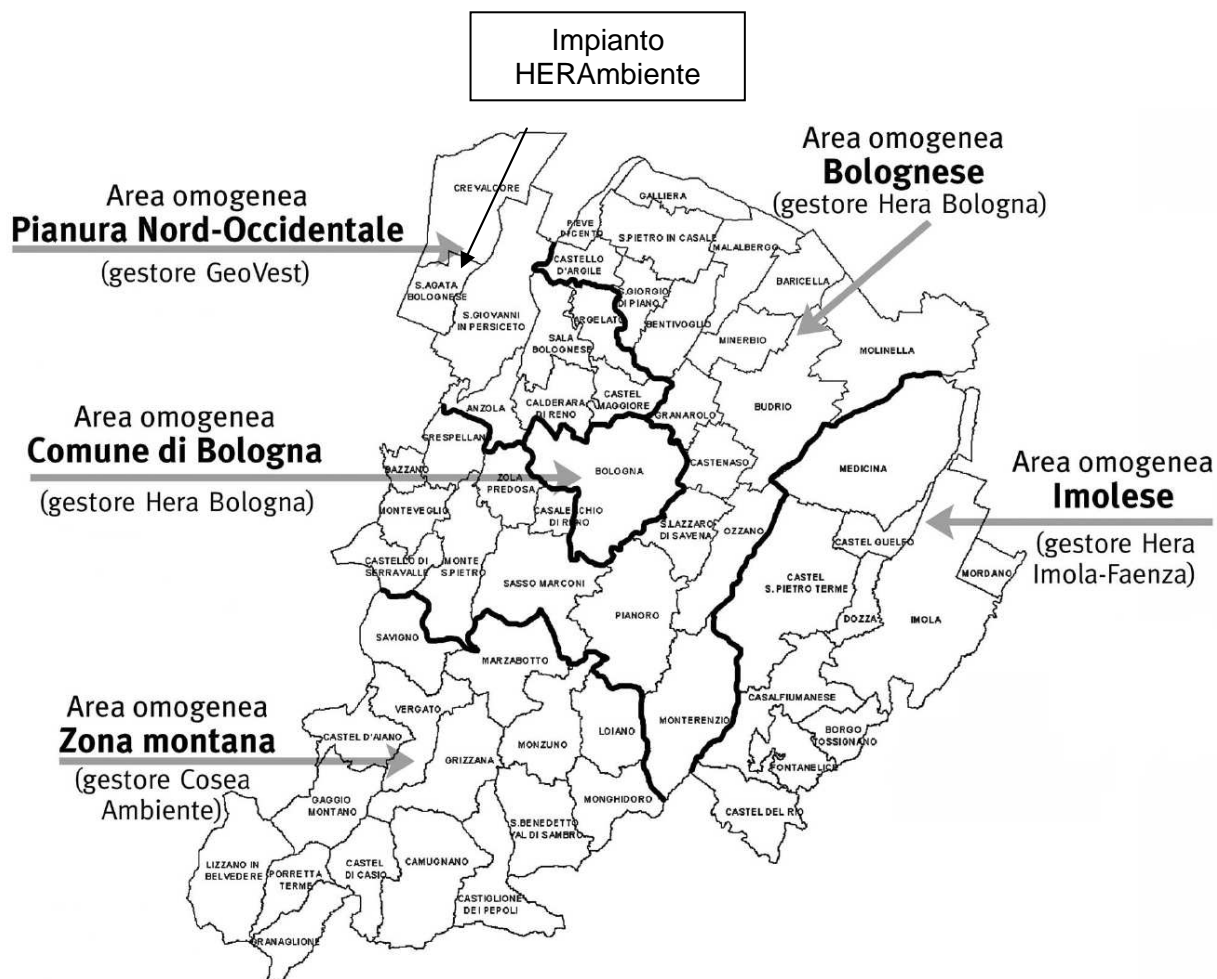 Impianto
HERAmbiente
Area omogenea
Bolognese
(gestore Hera Bologna)
Area omogenea
Pianura Nord-Occidentale
(gestore GeoVest)
Area omogenea
Comune di Bologna
(gestore Hera Bologna)
Area omogenea
Imolese
(gestore Hera
Imola-Faenza)
Area omogenea
Zona montana
(gestore Cosea
Ambiente)
CREVALCORE
GALLIERA
PIEVE
DI CENTO
S.PIETRO IN CASALE
MALALBERGO
CASTELLO
D'ARGILE
BARICELLA
S.AGATA
BOLOGNESE
S.GIORGIO
DI PIANO
S.GIOVANNI
IN PERSICETO
ARGELATO
BENTIVOGLIO
MINERBIO
SALA
BOLOGNESE
MOLINELLA
ANZOLA
CALDERARA
DI RENO
CASTEL
MAGGIORE
GRANAROLO
BUDRIO
CRESPELLAN
BAZZANO
ZOLA
PREDOSA
BOLOGNA
CASTENASO
MEDICINA
MONTEVEGLIO
CASALECCHIO
DI RENO
S.LAZZARO
DI SAVENA
OZZANO
CASTEL GUELFO
CASTELLO DI
SERRAVALLE
MONTE
S.PIETRO
SASSO MARCONI
CASTEL
S.PIETRO TERME
MORDANO
PIANORO
DOZZA
IMOLA
SAVIGNO
MARZABOTTO
VERGATO
CASALFIUMANESE
CASTEL D'AIANO
GRIZZANA
MONZUNO
LOIANO
MONTERENZIO
BORGO
TOSSIGNANO
FONTANELICE
GAGGIO
MONTANO
MONGHIDORO
CASTEL DEL RIO
S.BENEDETTO
VAL DI SAMBRO
LIZZANO IN
BELVEDERE
PORRETTA
TERME
CASTEL
DI CASIO
CAMUGNANO
CASTIGLIONE
DEI PEPOLI
GRANAGLIONE